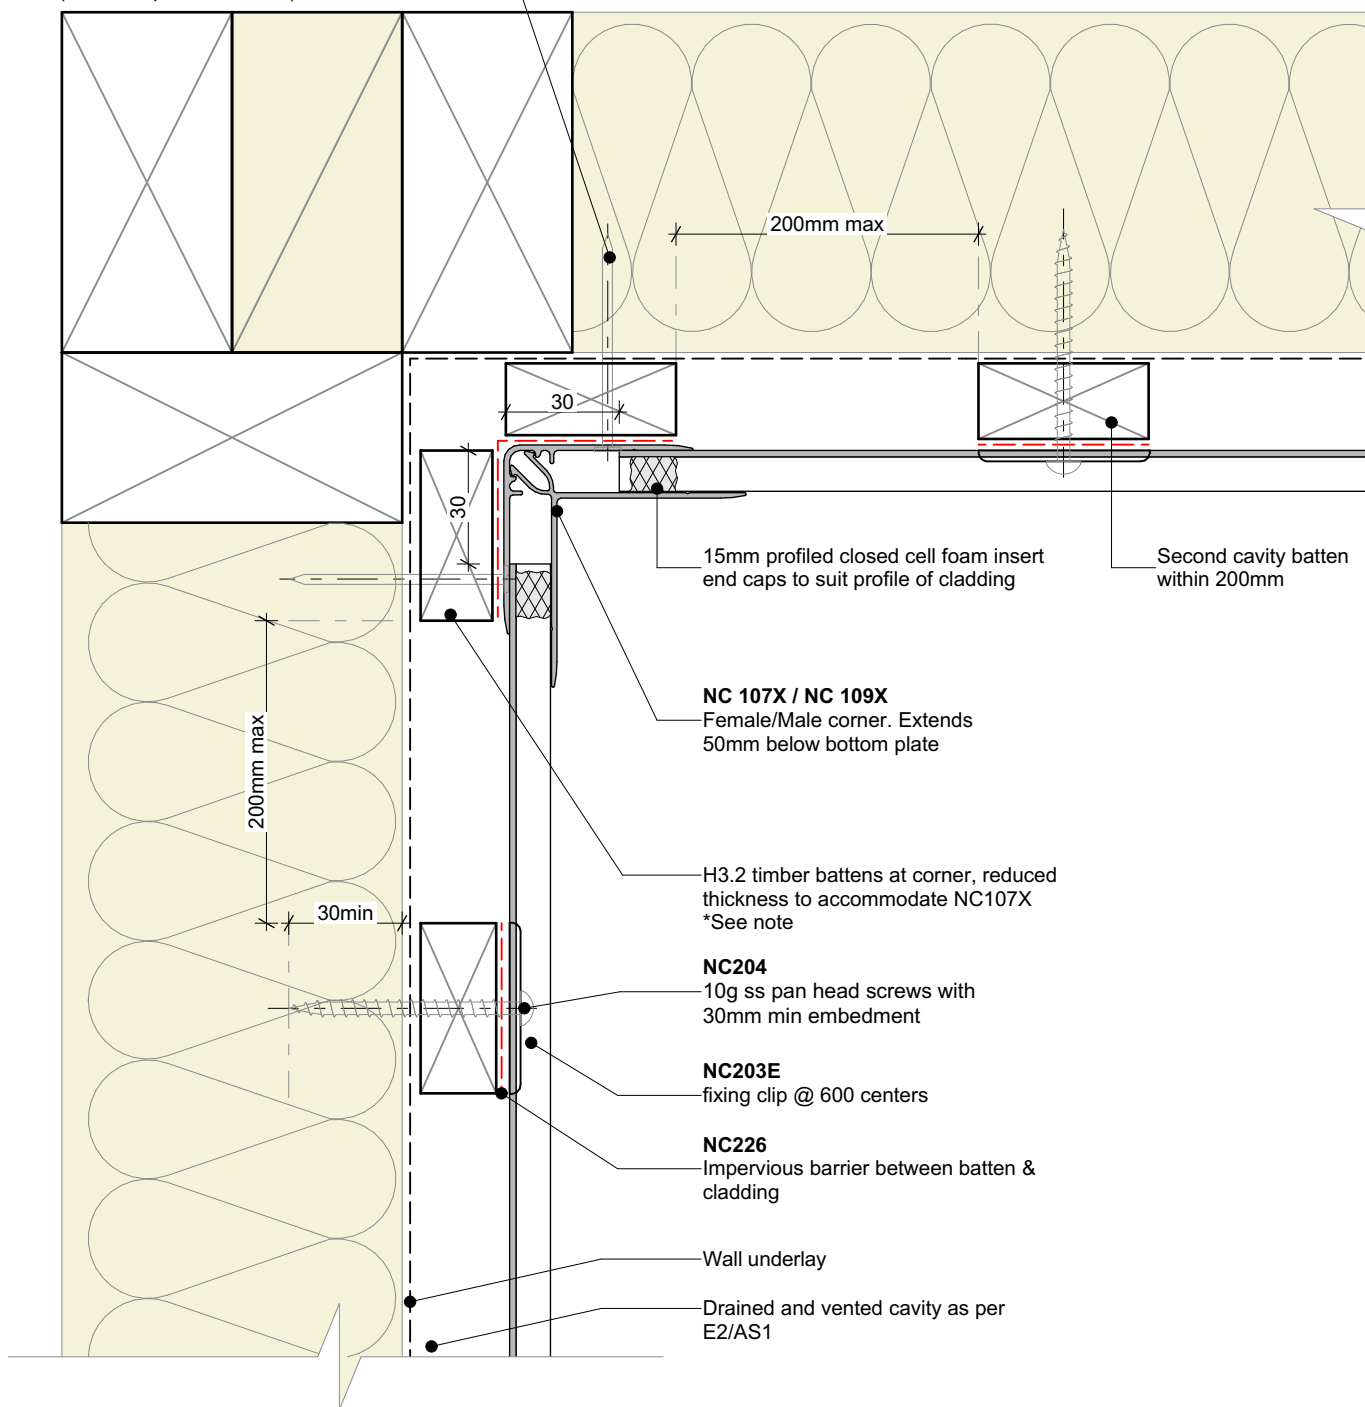 200mm max
30
30
15mm profiled closed cell foam insert
end caps to suit profile of cladding
Second cavity batten
within 200mm
NC 107X / NC 109X
Female/Male corner. Extends
50mm below bottom plate
200mm max
H3.2 timber battens at corner, reduced
thickness to accommodate NC107X
*See note
30min
NC204
10g ss pan head screws with
30mm min embedment
NC203E
fixing clip @ 600 centers
NC226
Impervious barrier between batten &
cladding
Wall underlay
Drained and vented cavity as per
E2/AS1